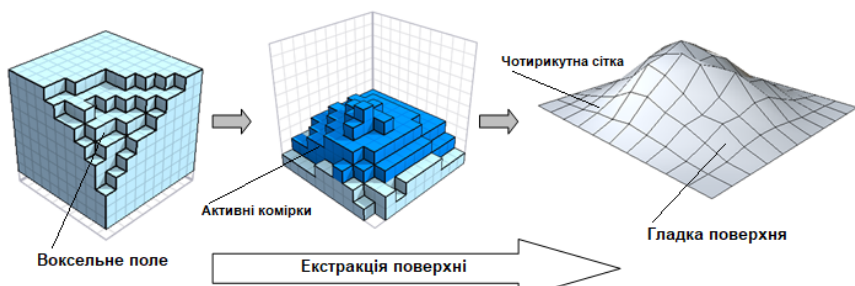 Чотирикутна сітка
Активні комірки
Гладка поверхня
Воксельне поле
Екстракція поверхні